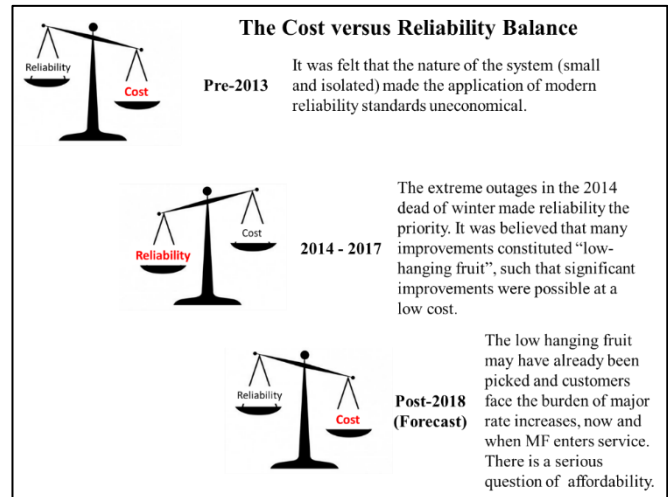 The Cost versus Reliability Balance
Reliability
Cost
Pre-2013
It was felt that the nature of the system (small
and isolated) made the application of modern
reliability standards uneconomical.
Reliability
Cost
2014 - 2017
The extreme outages in the 2014
dead of winter made reliability the
priority. It was believed that many
improvements constituted “low-
hanging fruit”, such that significant
improvements were possible at a
low cost.
Reliability
Cost
Post-2018
(Forecast)
The low hanging fruit
may have already been
picked and customers
face the burden of major
rate increases, now and
when MF enters service.
There is a serious
question of affordability.